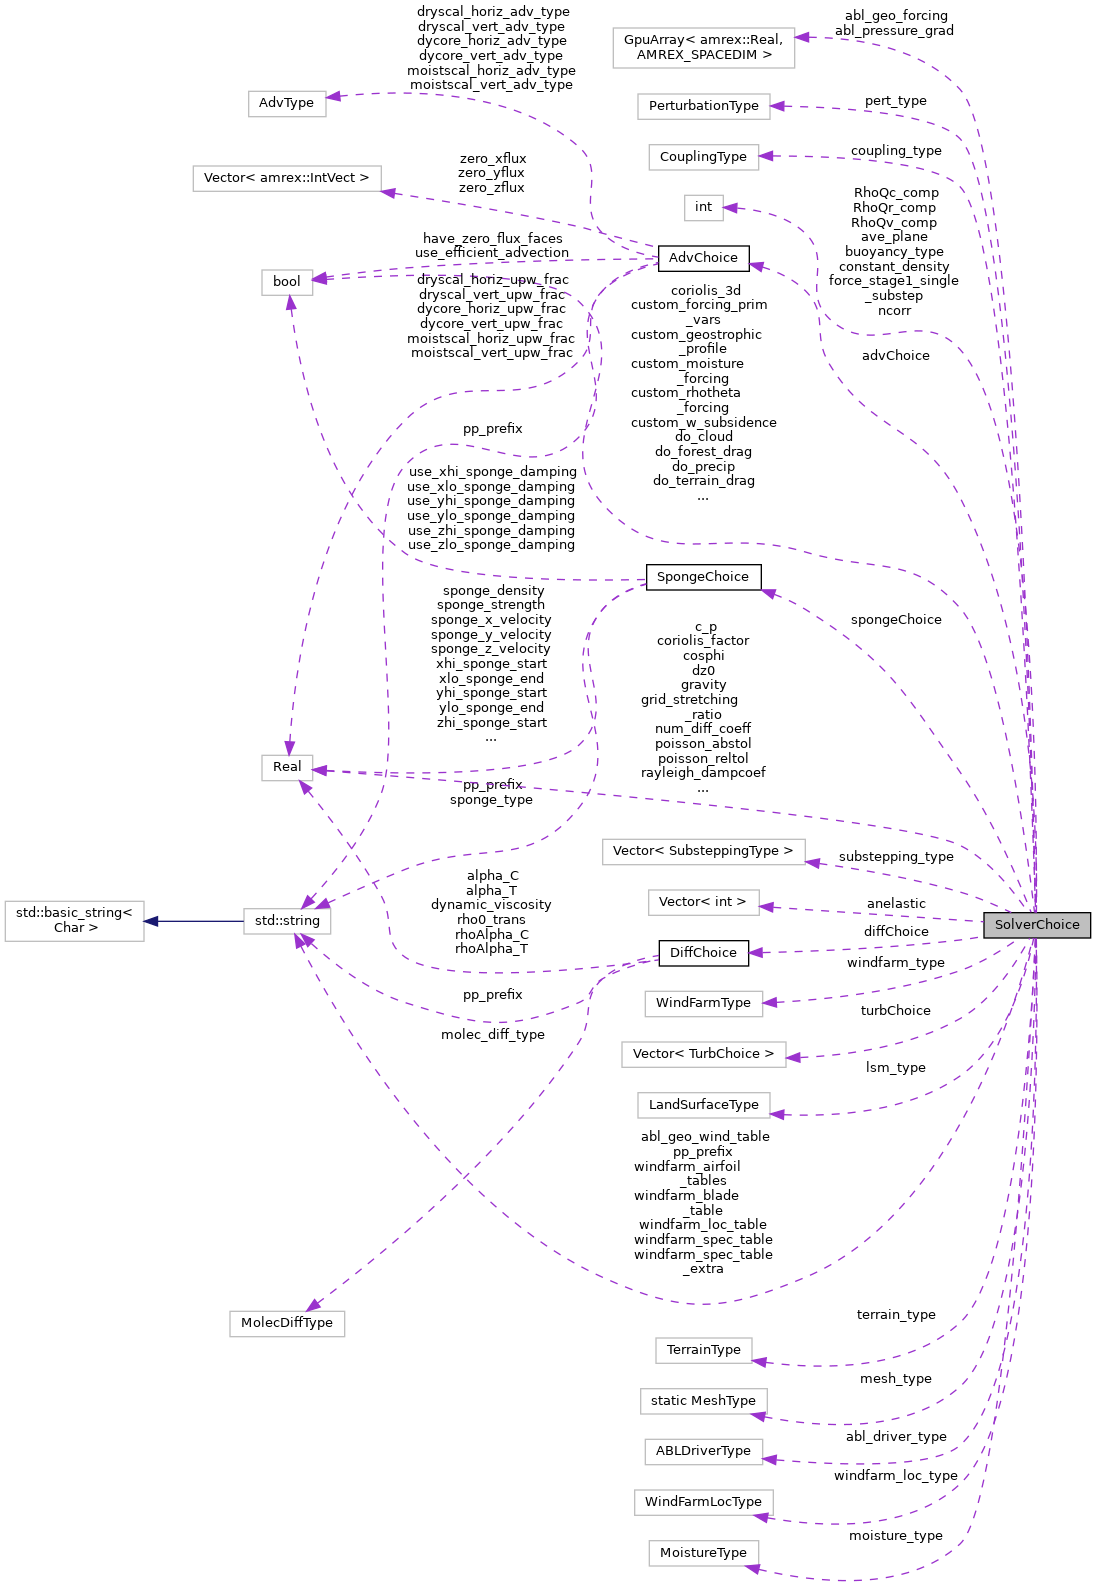 dryscal_horiz_adv_type
dryscal_vert_adv_type
dycore_horiz_adv_type
dycore_vert_adv_type
moistscal_horiz_adv_type
moistscal_vert_adv_type
AdvType
zero_xflux
zero_yflux
zero_zflux
Vector< amrex::IntVect >
have_zero_flux_faces
use_efficient_advection
bool
dryscal_horiz_upw_frac
dryscal_vert_upw_frac
dycore_horiz_upw_frac
dycore_vert_upw_frac
moistscal_horiz_upw_frac
moistscal_vert_upw_frac
pp_prefix
use_xhi_sponge_damping
use_xlo_sponge_damping
use_yhi_sponge_damping
use_ylo_sponge_damping
use_zhi_sponge_damping
use_zlo_sponge_damping
sponge_density
sponge_strength
sponge_x_velocity
sponge_y_velocity
sponge_z_velocity
xhi_sponge_start
xlo_sponge_end
yhi_sponge_start
ylo_sponge_end
zhi_sponge_start
...
Real
pp_prefix
sponge_type
alpha_C
alpha_T
dynamic_viscosity
rho0_trans
rhoAlpha_C
rhoAlpha_T
std::basic_string<
Char >
std::string
pp_prefix
molec_diff_type
MolecDiffType
GpuArray< amrex::Real,
AMREX_SPACEDIM >
abl_geo_forcing
abl_pressure_grad
PerturbationType
pert_type
CouplingType
coupling_type
int
RhoQc_comp
RhoQr_comp
RhoQv_comp
ave_plane
buoyancy_type
constant_density
force_stage1_single
_substep
ncorr
AdvChoice
advChoice
coriolis_3d
custom_forcing_prim
_vars
custom_geostrophic
_profile
custom_moisture
_forcing
custom_rhotheta
_forcing
custom_w_subsidence
do_cloud
do_forest_drag
do_precip
do_terrain_drag
...
SpongeChoice
spongeChoice
c_p
coriolis_factor
cosphi
dz0
gravity
grid_stretching
_ratio
num_diff_coeff
poisson_abstol
poisson_reltol
rayleigh_dampcoef
...
Vector< SubsteppingType >
substepping_type
Vector< int >
anelastic
SolverChoice
DiffChoice
diffChoice
WindFarmType
windfarm_type
Vector< TurbChoice >
turbChoice
LandSurfaceType
lsm_type
abl_geo_wind_table
pp_prefix
windfarm_airfoil
_tables
windfarm_blade
_table
windfarm_loc_table
windfarm_spec_table
windfarm_spec_table
_extra
TerrainType
terrain_type
static MeshType
mesh_type
ABLDriverType
abl_driver_type
WindFarmLocType
windfarm_loc_type
MoistureType
moisture_type